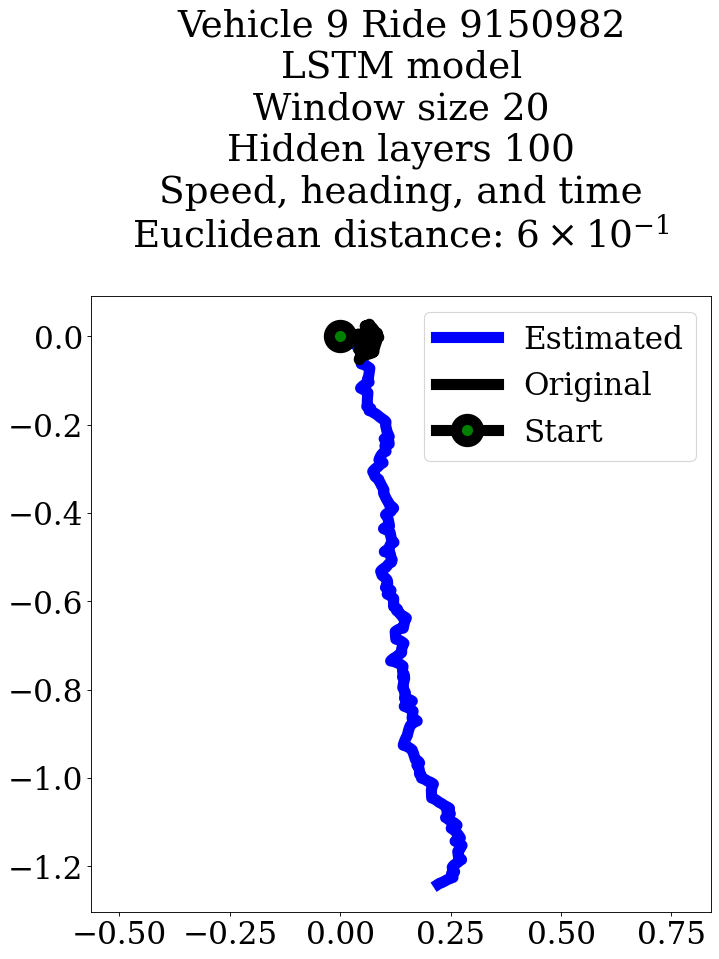 Vehicle 9 Ride 9150982
LSTM model
Window size 20
Hidden layers 100
Speed, heading, and time
Euclidean distance: $6 \times 10^{-1}$
Estimated
Original
Start
0.0
−0.2
−0.4
−0.6
−0.8
−1.0
−1.2
−0.50 −0.25 0.00 0.25 0.50 0.75